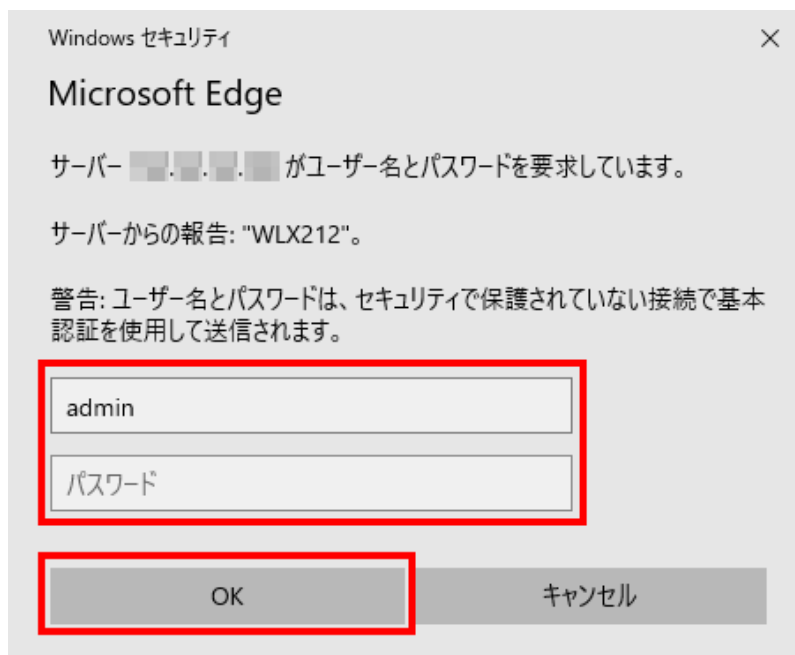 Windows セキュリティ
Microsoft Edge
サーバー . . . がユーザー名とパスワードを要求しています。
サーバーからの報告: "WLX212"。
警告: ユーザー名とパスワードは、セキュリティで保護されていない接続で基本
認証を使用して送信されます。
admin
パスワード
OK キャンセル